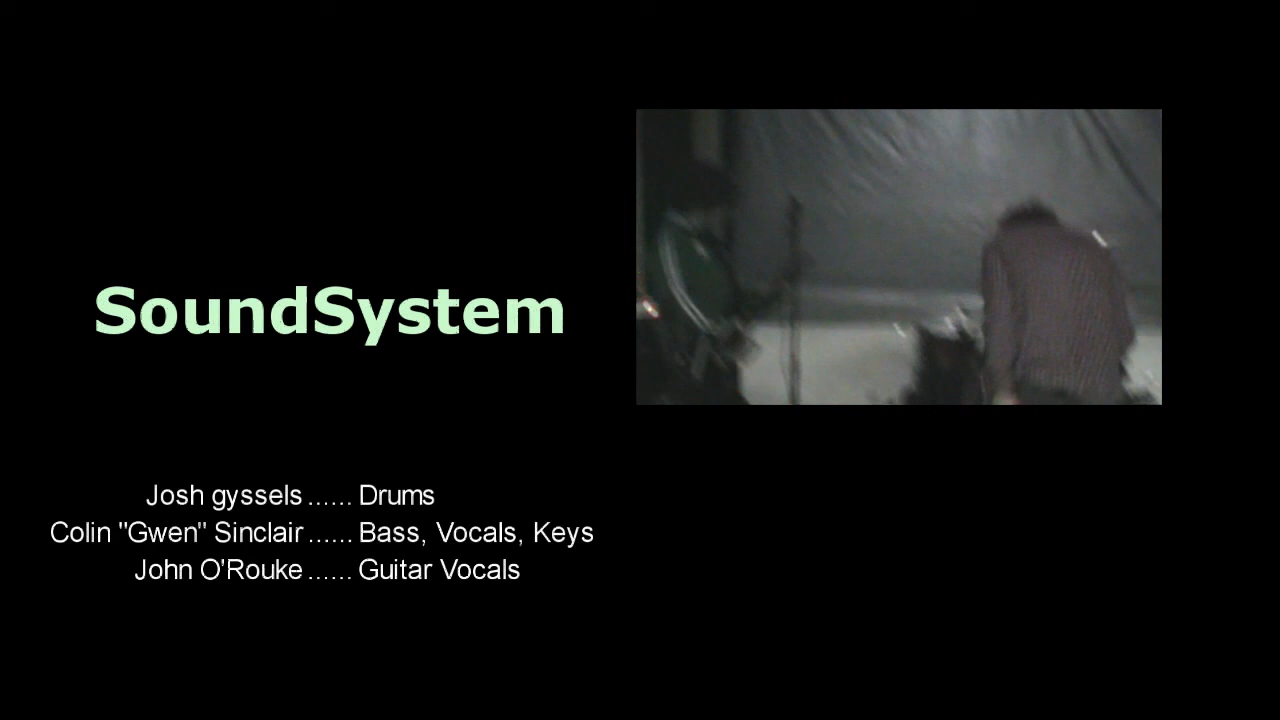 SoundSystem
Josh gyssels ...... Drums
Colin "Gwen" Sinclair ...... Bass, Vocals, Keys
John O'Rouke ...... Guitar Vocals